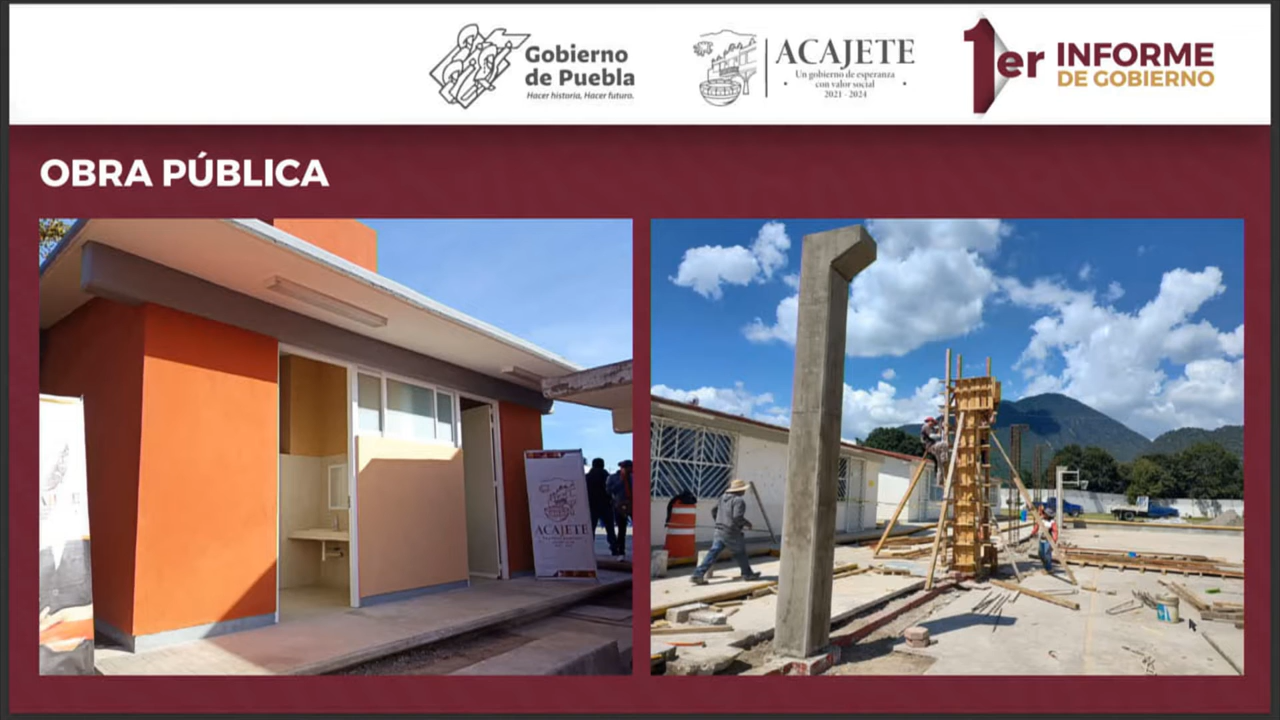 Gobierno
de Puebla
Hacer historia, Hacer futuro.
ACAJETE
Un gobierno de esperanza
con valor social
2021 - 2024
1er INFORME
DE GOBIERNO
OBRA PÚBLICA
ACAJETE